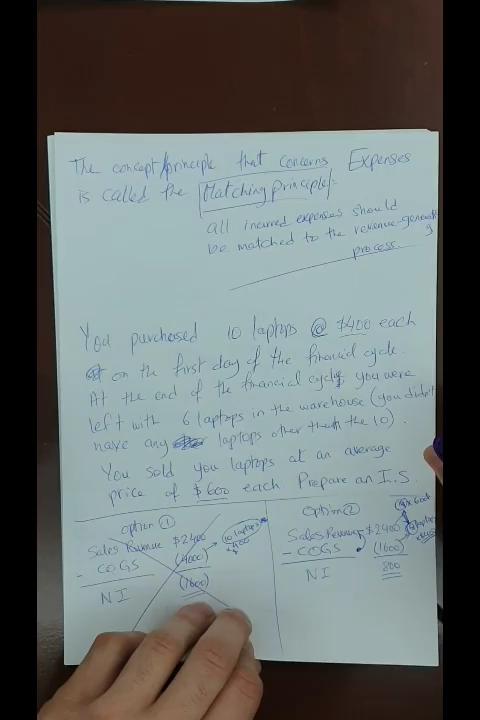 The concept/principle that concerns Expenses
is called the Matching principle:
all incurred expenses should
be matched to the revenue-generatg
process.
You purchased 10 laptops @ $400 each
on the first day of the financial cycle.
At the end of the financial cycle you were
left with 6 laptops in the warehouse (you didn't
have any laptops other than the 10).
You sold you laptops at an average
price of $600 each Prepare an I.S.
option ①
Sales Revenue $2400
- COGS (4000)
NI (1600)
10 laptops
x 400
Option ②
Sales Revenue $2400
- COGS (1600)
NI 800